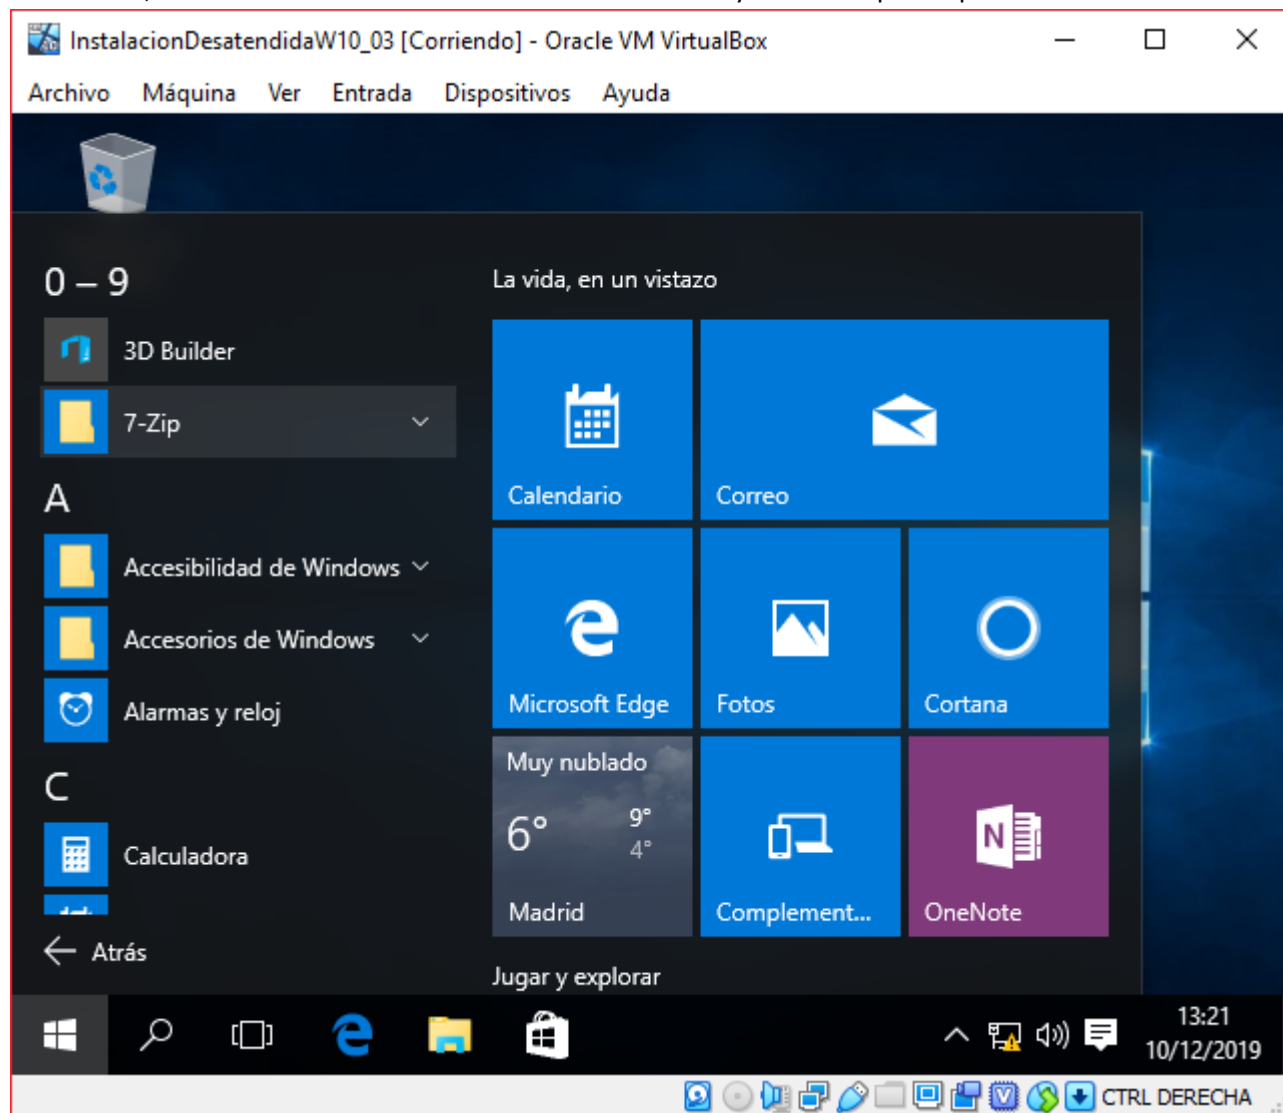 InstalacionDesatendidaW10_03 [Corriendo] - Oracle VM VirtualBox
Archivo Máquina Ver Entrada Dispositivos Ayuda
0 – 9
3D Builder
7-Zip
A
Accesibilidad de Windows
Accesorios de Windows
Alarmas y reloj
C
Calculadora
Atrás
La vida, en un vistazo
Calendario
Correo
Microsoft Edge
Fotos
Cortana
Muy nublado
6°
9°
4°
Madrid
Complement...
N
OneNote
Jugar y explorar
13:21
10/12/2019
CTRL DERECHA